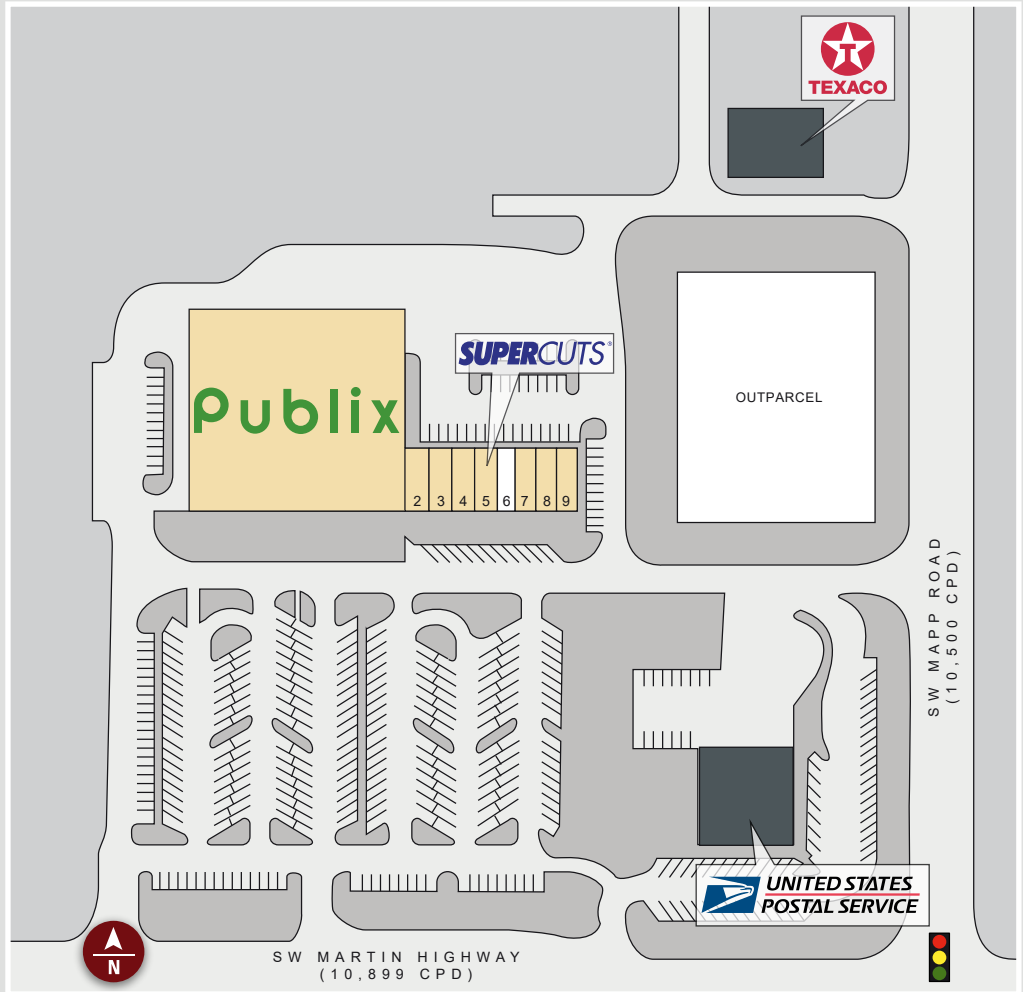 TEXACO
SUPERCUTS®
OUTPARCEL
Publix
2 3 4 5 6 7 8 9
SW MAPP ROAD
(10,500 CPD)
UNITED STATES
POSTAL SERVICE
N
SW MARTIN HIGHWAY
(10,899 CPD)